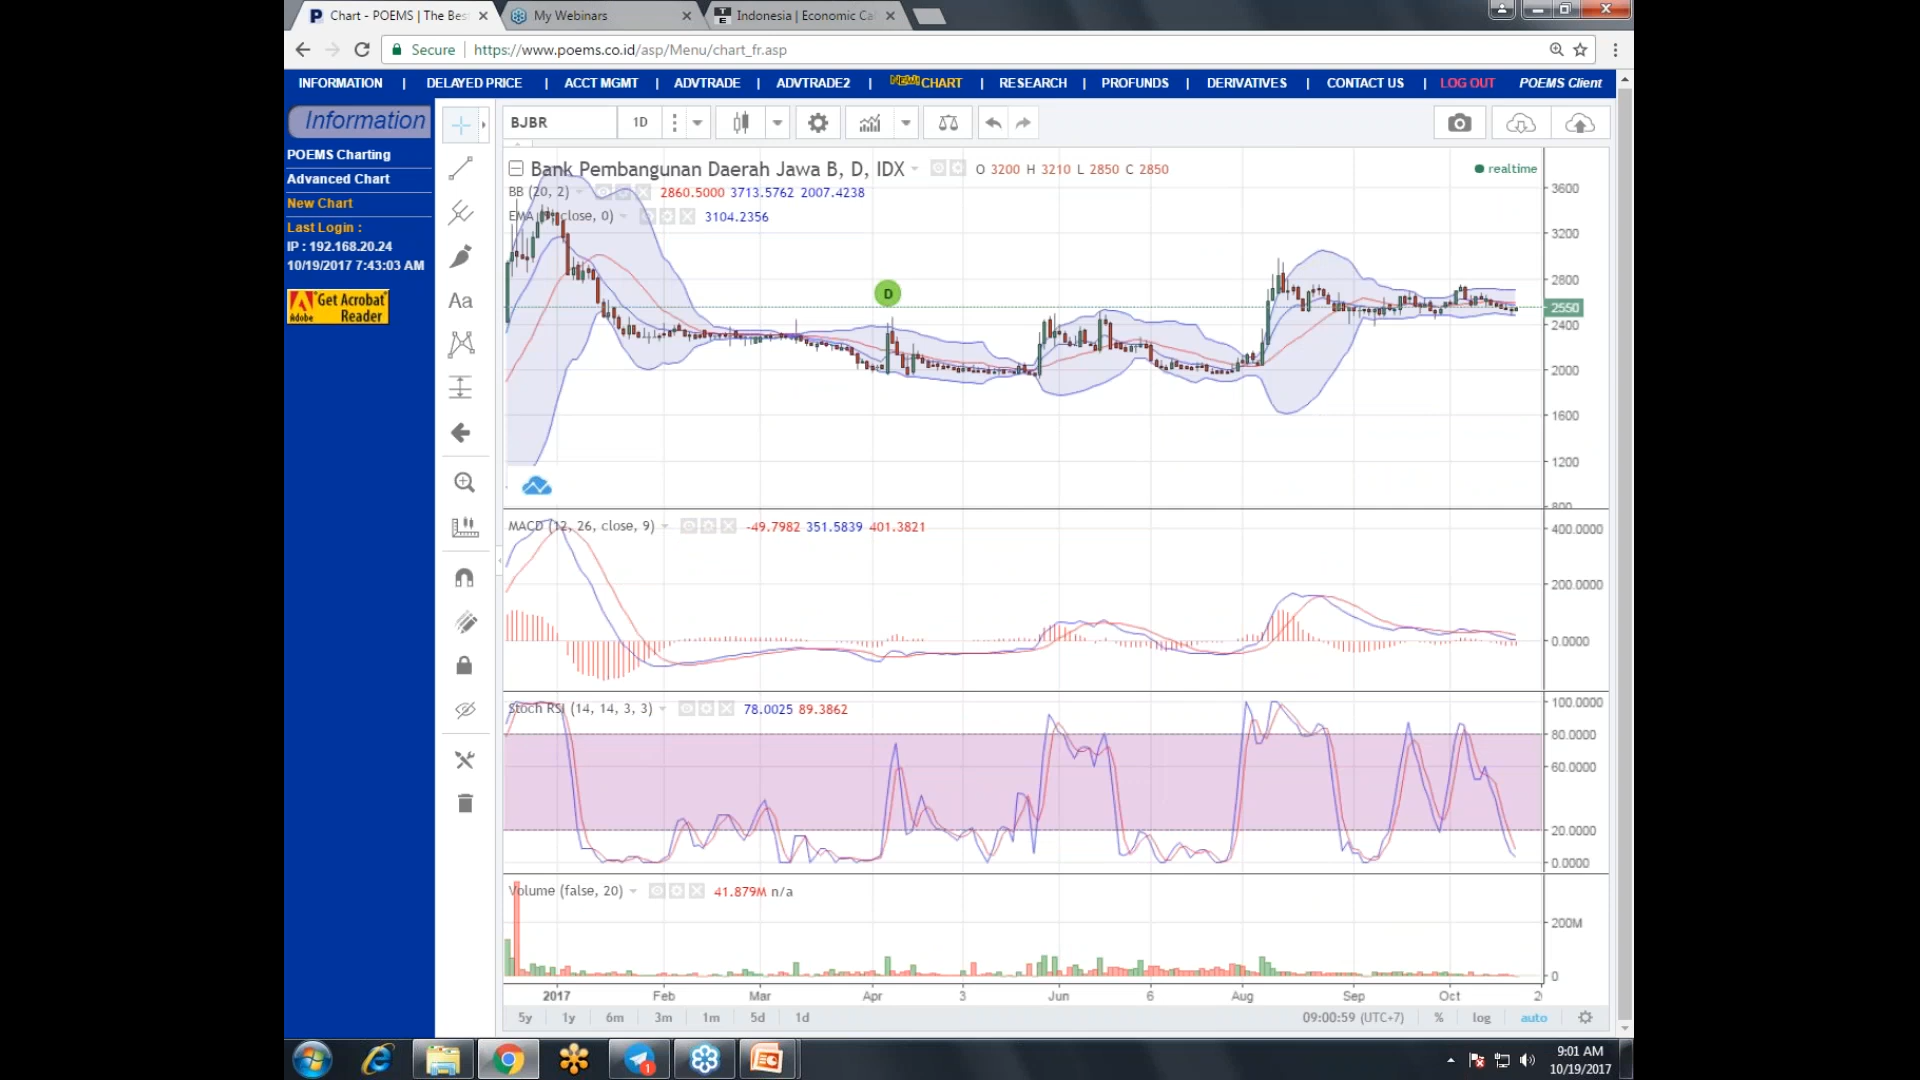 Chart - POEMS | The Bes
My Webinars
Indonesia | Economic Ca
Secure
https://www.poems.co.id/asp/Menu/chart_fr.asp
INFORMATION | DELAYED PRICE | ACCT MGMT | ADVTRADE | ADVTRADE2 | NEW! CHART | RESEARCH | PROFUNDS | DERIVATIVES | CONTACT US | LOG OUT POEMS Client
Information
POEMS Charting
Advanced Chart
New Chart
Last Login :
IP : 192.168.20.24
10/19/2017 7:43:03 AM
Get Acrobat
Adobe Reader
BJBR 1D
Aa
Bank Pembangunan Daerah Jawa B, D, IDX O 3200 H 3210 L 2850 C 2850
realtime
BB (20, 2) 2860.5000 3713.5762 2007.4238
EMA close, 0) 3104.2356
D
3600
3200
2800
2550
2400
2000
1600
1200
800
MACD (12, 26, close, 9) -49.7982 351.5839 401.3821
400.0000
200.0000
0.0000
Stoch RSI (14, 14, 3, 3) 78.0025 89.3862
100.0000
80.0000
60.0000
20.0000
0.0000
Volume (false, 20) 41.879M n/a
200M
0
2017 Feb Mar Apr 3 Jun 6 Aug Sep Oct 2
5y 1y 6m 3m 1m 5d 1d
09:00:59 (UTC+7) % log auto
1
9:01 AM
10/19/2017